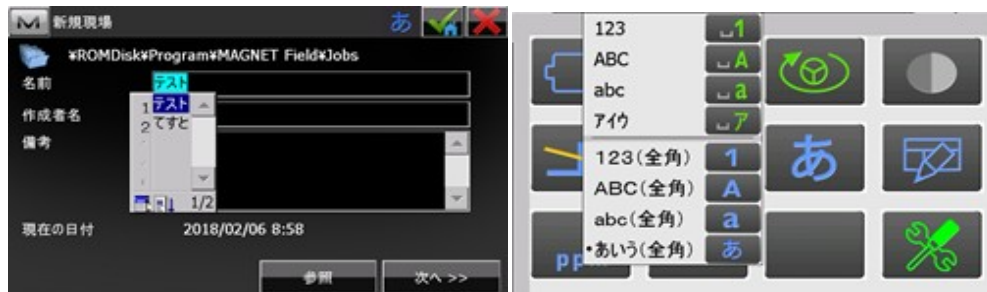 新規現場
あ
¥ROMDisk¥Program¥MAGNET Field¥Jobs
名前
テスト
1 テスト
2 てすと
1/2
作成者名
備考
現在の日付 2018/02/06 8:58
参照
次へ >>
123 1
ABC A
abc a
アイウ ア
123(全角) 1
ABC(全角) A
abc(全角) a
•あいう(全角) あ
あ